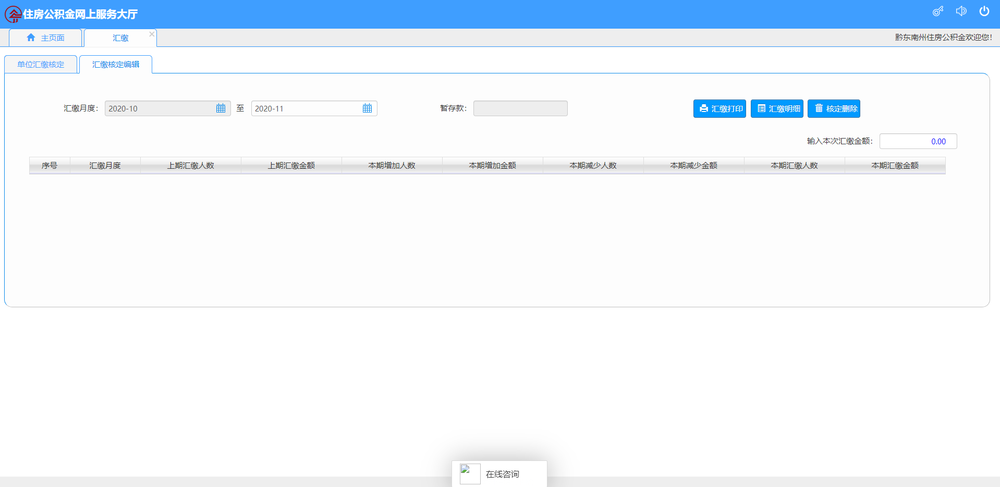 住房公积金网上服务大厅
主页面 汇缴 黔东南州住房公积金欢迎您!
单位汇缴核定 汇缴核定编辑
汇缴月度: 2020-10 至 2020-11 暂存款: 汇缴打印 汇缴明细 核定删除
输入本次汇缴金额: 0.00
序号 汇缴月度 上期汇缴人数 上期汇缴金额 本期增加人数 本期增加金额 本期减少人数 本期减少金额 本期汇缴人数 本期汇缴金额
在线咨询